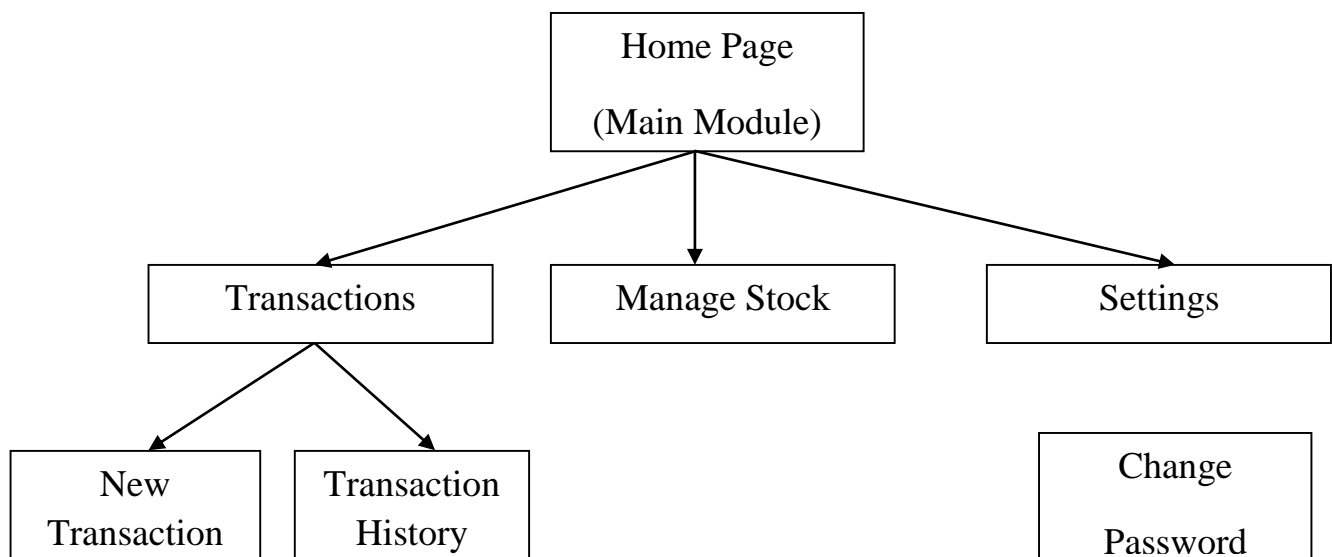 Home Page
(Main Module)
Transactions
Manage Stock
Settings
New
Transaction
Transaction
History
Change
Password